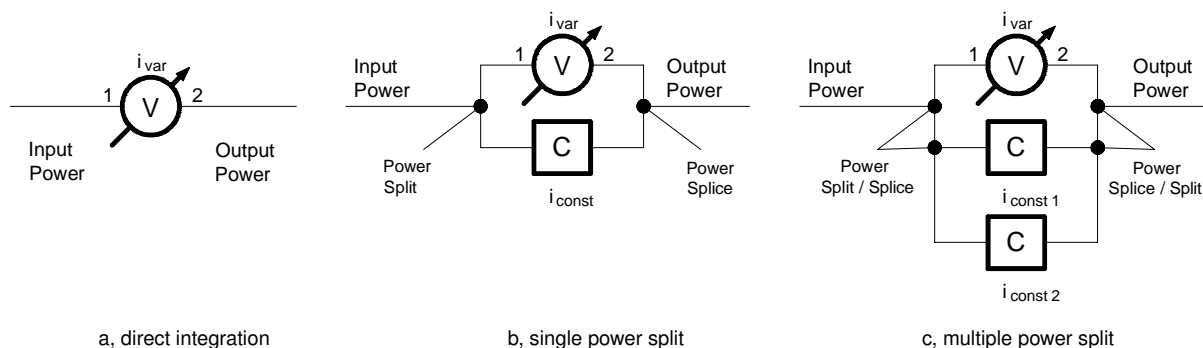 i var
1
V
2
Input
Power
Output
Power
a, direct integration
i var
1
V
2
Input
Power
Output
Power
C
Power
Split
Power
Splice
i const
b, single power split
i var
1
V
2
Input
Power
Output
Power
C
Power
Split / Splice
Power
Splice / Split
i const 1
C
i const 2
c, multiple power split